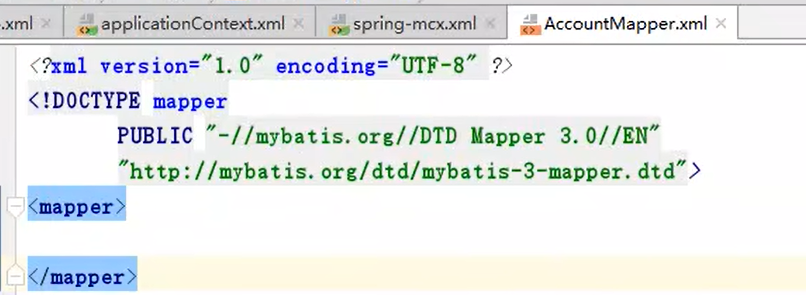 .xml applicationContext.xml spring-mcx.xml AccountMapper.xml
<?xml version="1.0" encoding="UTF-8" ?>
<!DOCTYPE mapper
PUBLIC "-//mybatis.org//DTD Mapper 3.0//EN"
"http://mybatis.org/dtd/mybatis-3-mapper.dtd">
<mapper>
</mapper>